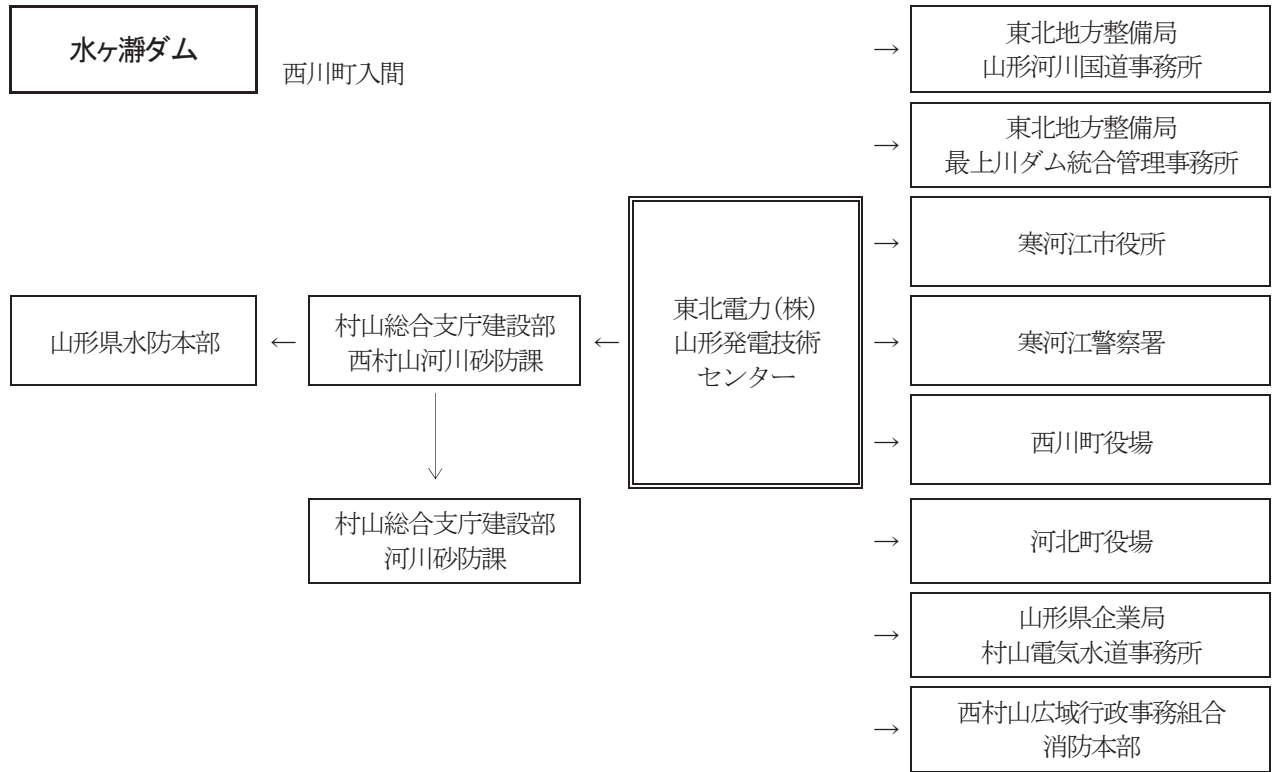 水ヶ瀞ダム
西川町入間
→
東北地方整備局
山形河川国道事務所
→
東北地方整備局
最上川ダム統合管理事務所
→
寒河江市役所
山形県水防本部
←
村山総合支庁建設部
西村山河川砂防課
←
東北電力(株)
山形発電技術
センター
→
寒河江警察署
→
西川町役場
村山総合支庁建設部
河川砂防課
→
河北町役場
→
山形県企業局
村山電気水道事務所
→
西村山広域行政事務組合
消防本部